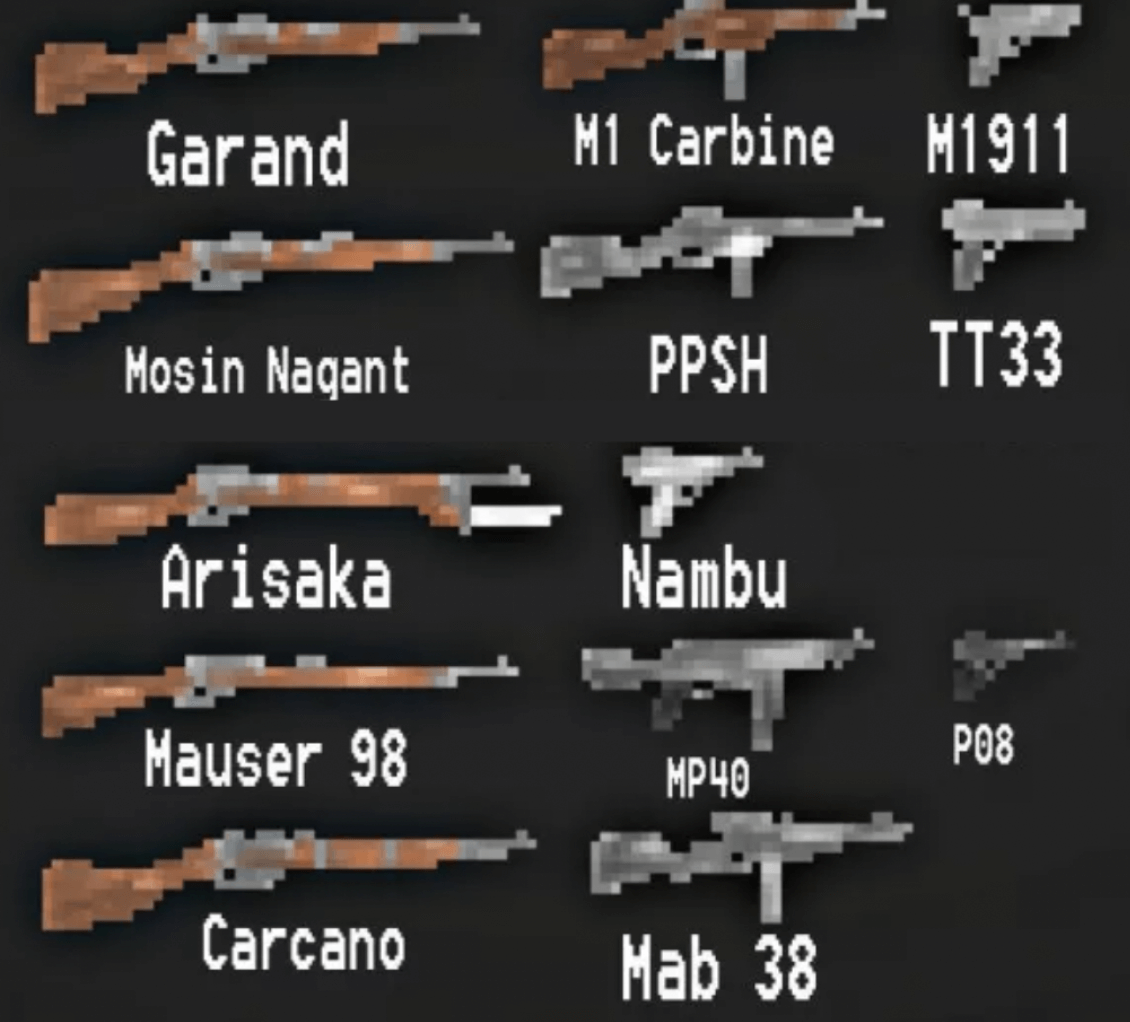 Garand
M1 Carbine
M1911
Mosin Nagant
PPSH
TT33
Arisaka
Nambu
Mauser 98
MP40
P08
Carcano
Mab 38